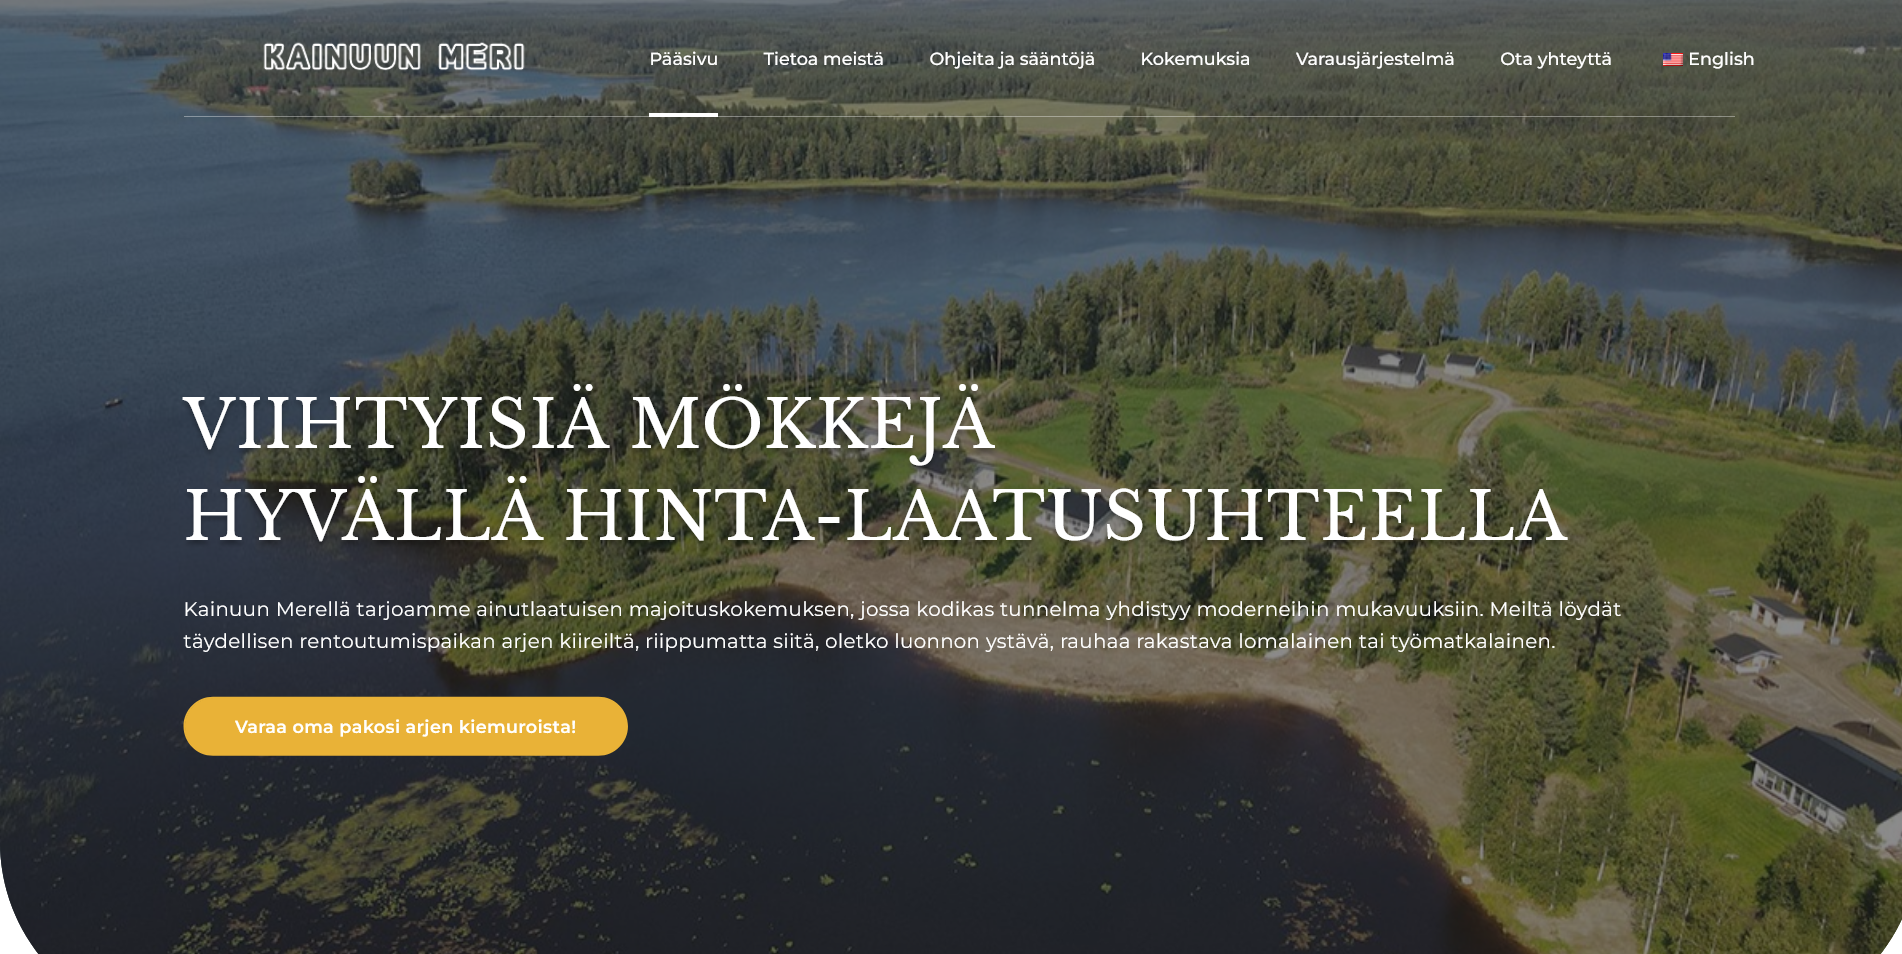 KAINUUN MERI
Pääsivu Tietoa meistä Ohjeita ja sääntöjä Kokemuksia Varausjärjestelmä Ota yhteyttä English
VIIHTYISIÄ MÖKKEJÄ
HYVÄLLÄ HINTA-LAATUSUHTEELLA
Kainuun Merellä tarjoamme ainutlaatuisen majoituskokemuksen, jossa kodikas tunnelma yhdistyy moderneihin mukavuuksiin. Meiltä löydät
täydellisen rentoutumispaikan arjen kiireiltä, riippumatta siitä, oletko luonnon ystävä, rauhaa rakastava lomalainen tai työmatkalainen.
Varaa oma pakosi arjen kiemuroista!